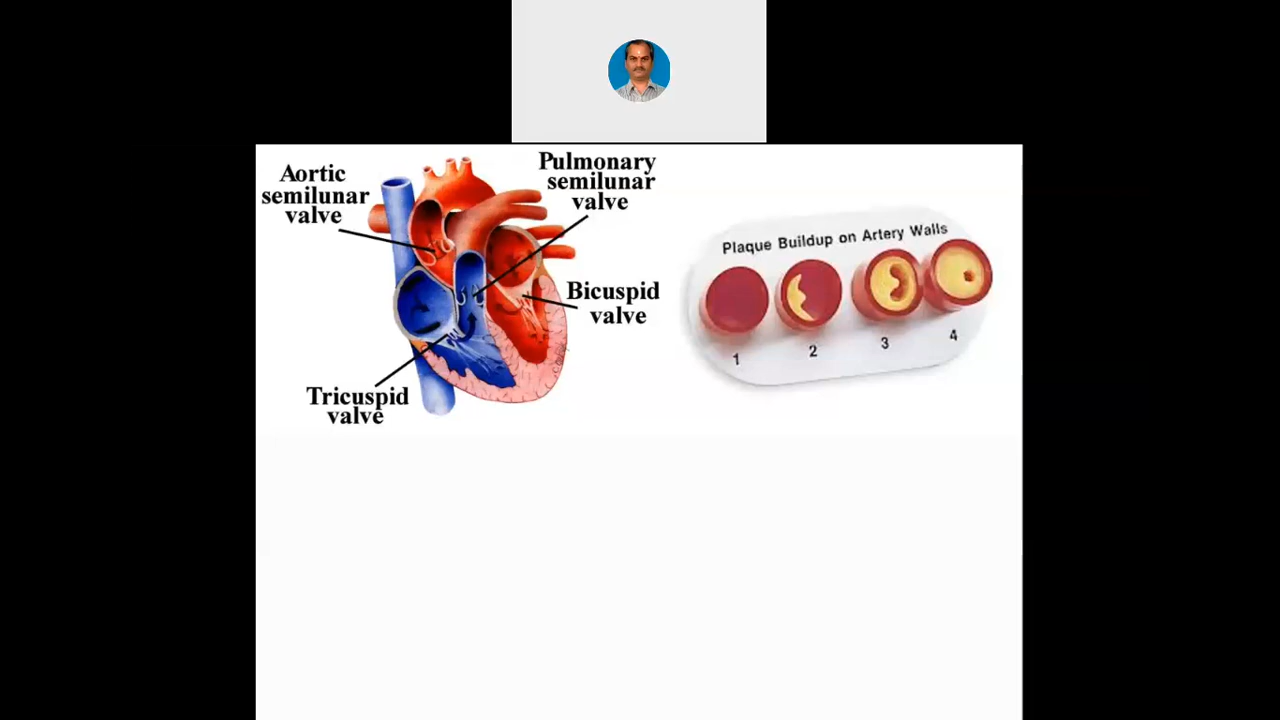 Aortic
semilunar
valve
Pulmonary
semilunar
valve
Bicuspid
valve
Tricuspid
valve
Plaque Buildup on Artery Walls
1
2
3
4